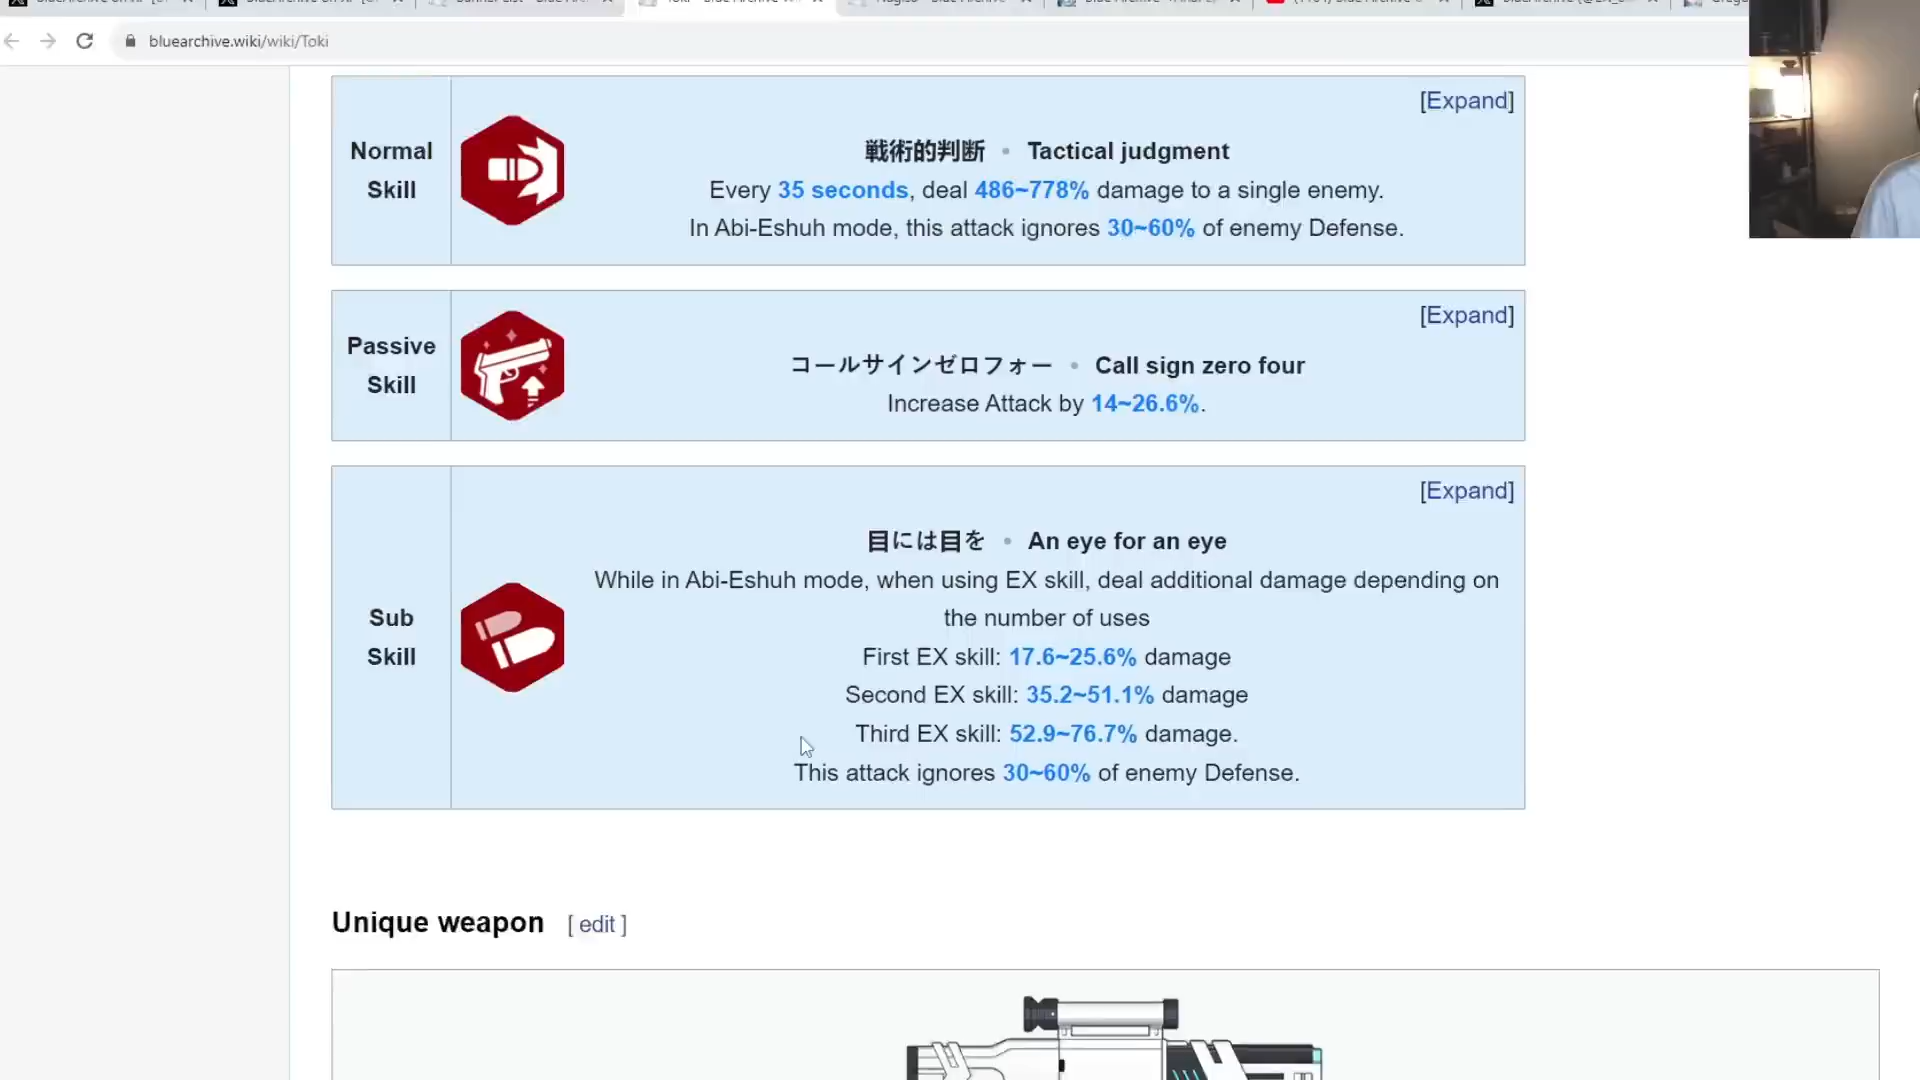 bluearchive.wiki/wiki/Toki
[Expand]
Normal
Skill
戦術的判断 • Tactical judgment
Every 35 seconds, deal 486~778% damage to a single enemy.
In Abi-Eshuh mode, this attack ignores 30~60% of enemy Defense.
[Expand]
Passive
Skill
コールサインゼロフォー • Call sign zero four
Increase Attack by 14~26.6%.
[Expand]
Sub
Skill
目には目を • An eye for an eye
While in Abi-Eshuh mode, when using EX skill, deal additional damage depending on
the number of uses
First EX skill: 17.6~25.6% damage
Second EX skill: 35.2~51.1% damage
Third EX skill: 52.9~76.7% damage.
This attack ignores 30~60% of enemy Defense.
Unique weapon [ edit ]